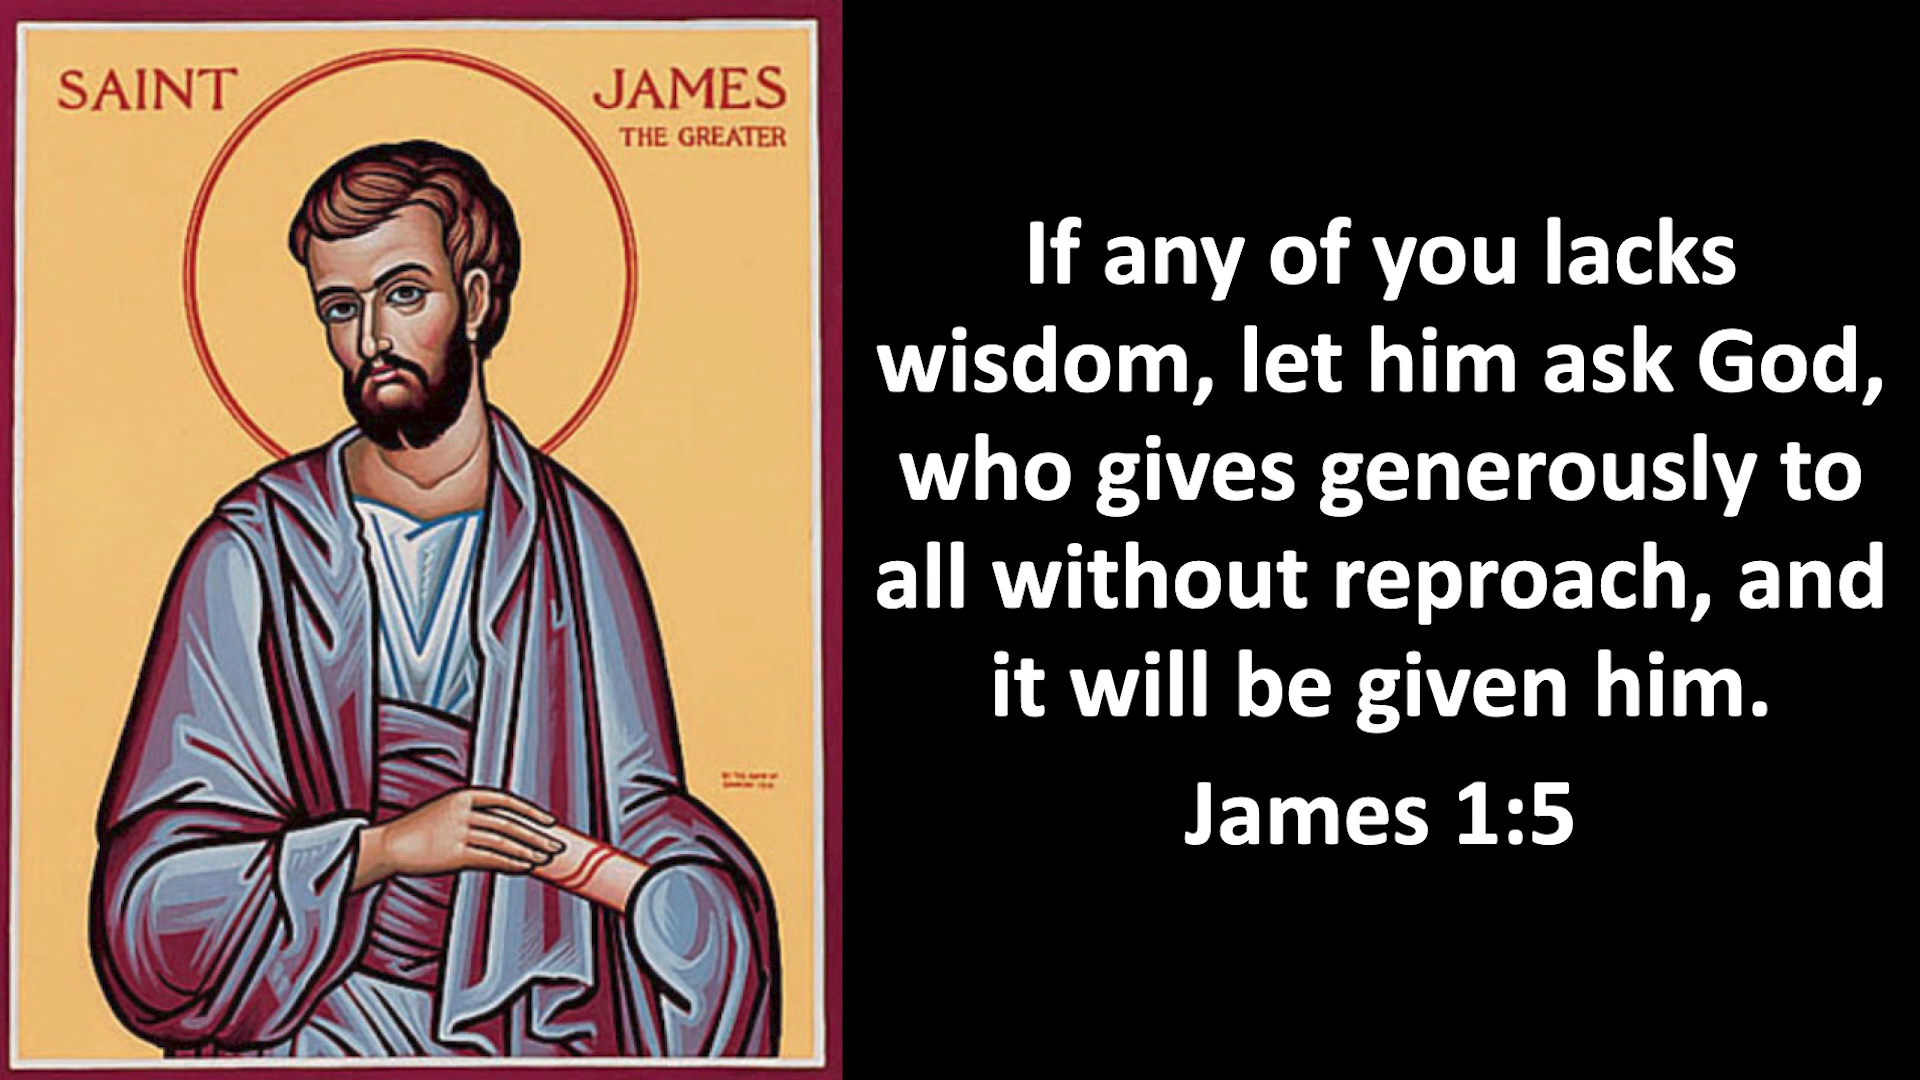 SAINT JAMES
THE GREATER
If any of you lacks
wisdom, let him ask God,
who gives generously to
all without reproach, and
it will be given him.
James 1:5